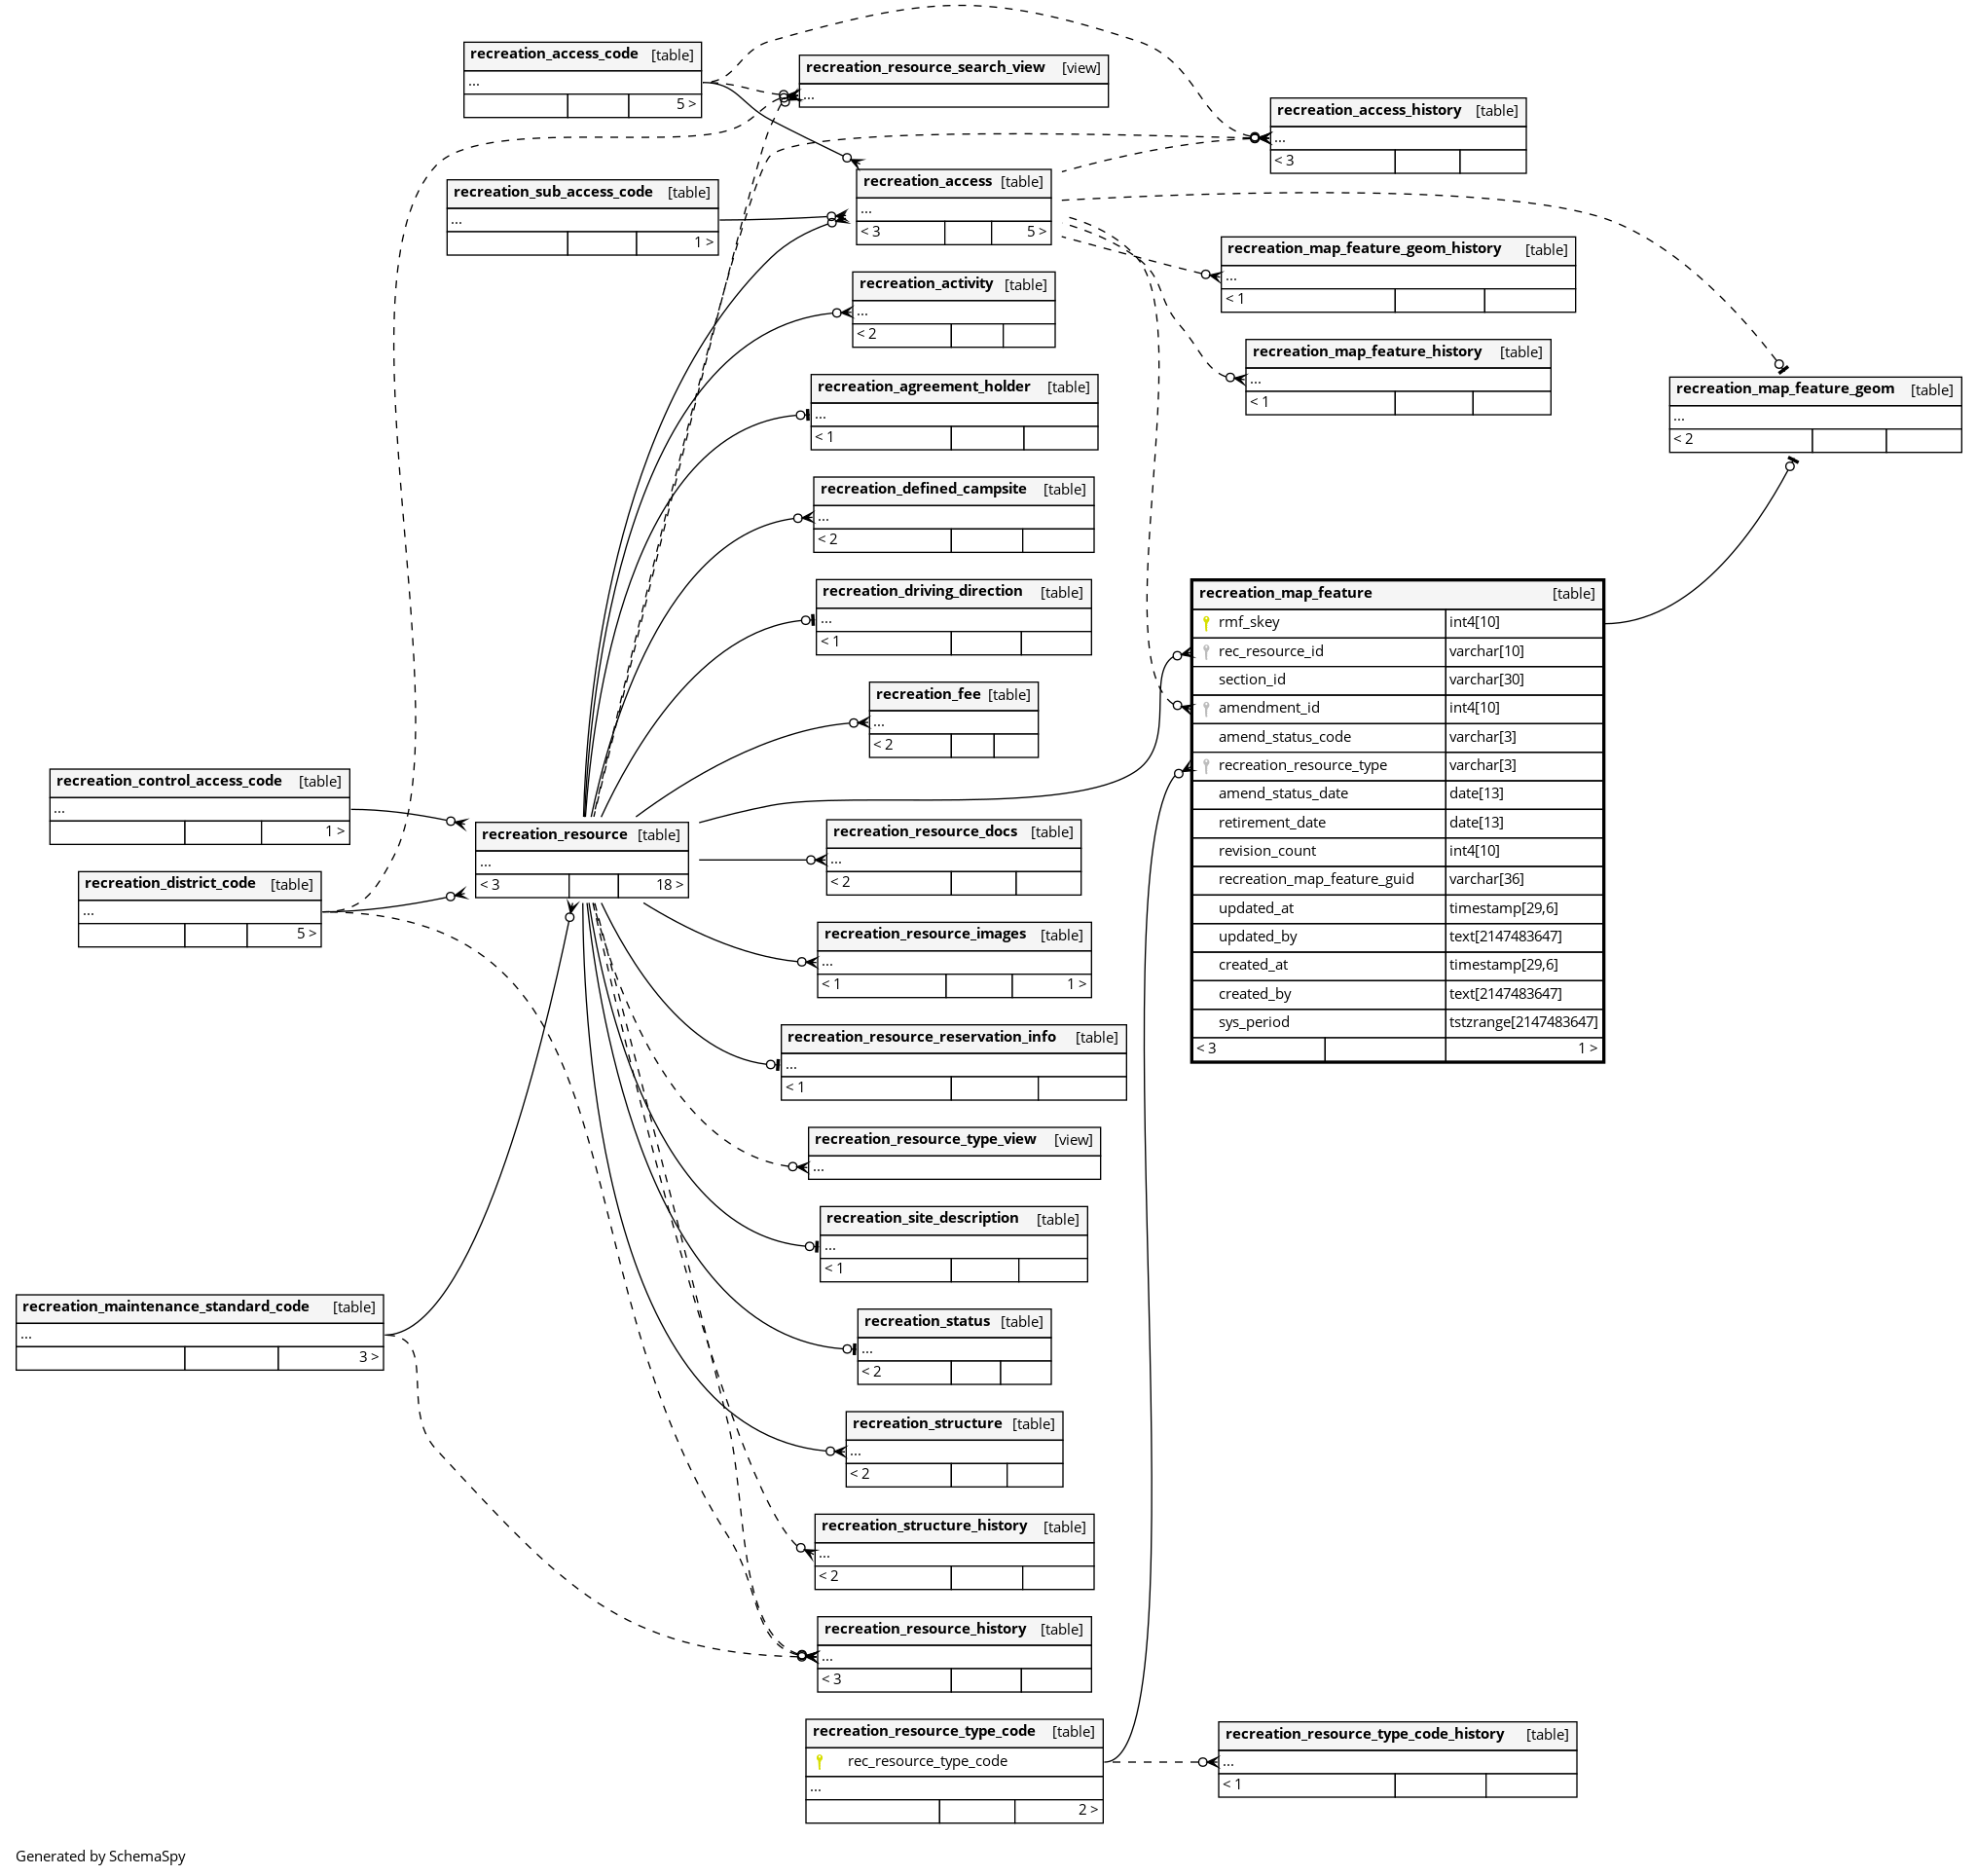 recreation_access_code [table]
...
5 >
recreation_resource_search_view [view]
...
recreation_access_history [table]
...
< 3
recreation_sub_access_code [table]
...
1 >
recreation_access [table]
...
< 3 5 >
recreation_map_feature_geom_history [table]
...
< 1
recreation_activity [table]
...
< 2
recreation_map_feature_history [table]
...
< 1
recreation_agreement_holder [table]
...
< 1
recreation_map_feature_geom [table]
...
< 2
recreation_defined_campsite [table]
...
< 2
recreation_driving_direction [table]
...
< 1
recreation_map_feature [table]
rmf_skey int4[10]
rec_resource_id varchar[10]
section_id varchar[30]
amendment_id int4[10]
amend_status_code varchar[3]
recreation_resource_type varchar[3]
amend_status_date date[13]
retirement_date date[13]
revision_count int4[10]
recreation_map_feature_guid varchar[36]
updated_at timestamp[29,6]
updated_by text[2147483647]
created_at timestamp[29,6]
created_by text[2147483647]
sys_period tstzrange[2147483647]
< 3 1 >
recreation_fee [table]
...
< 2
recreation_control_access_code [table]
...
1 >
recreation_resource [table]
...
< 3 18 >
recreation_resource_docs [table]
...
< 2
recreation_district_code [table]
...
5 >
recreation_resource_images [table]
...
< 1 1 >
recreation_resource_reservation_info [table]
...
< 1
recreation_resource_type_view [view]
...
recreation_site_description [table]
...
< 1
recreation_maintenance_standard_code [table]
...
3 >
recreation_status [table]
...
< 2
recreation_structure [table]
...
< 2
recreation_structure_history [table]
...
< 2
recreation_resource_history [table]
...
< 3
recreation_resource_type_code [table]
rec_resource_type_code
...
2 >
recreation_resource_type_code_history [table]
...
< 1
Generated by SchemaSpy